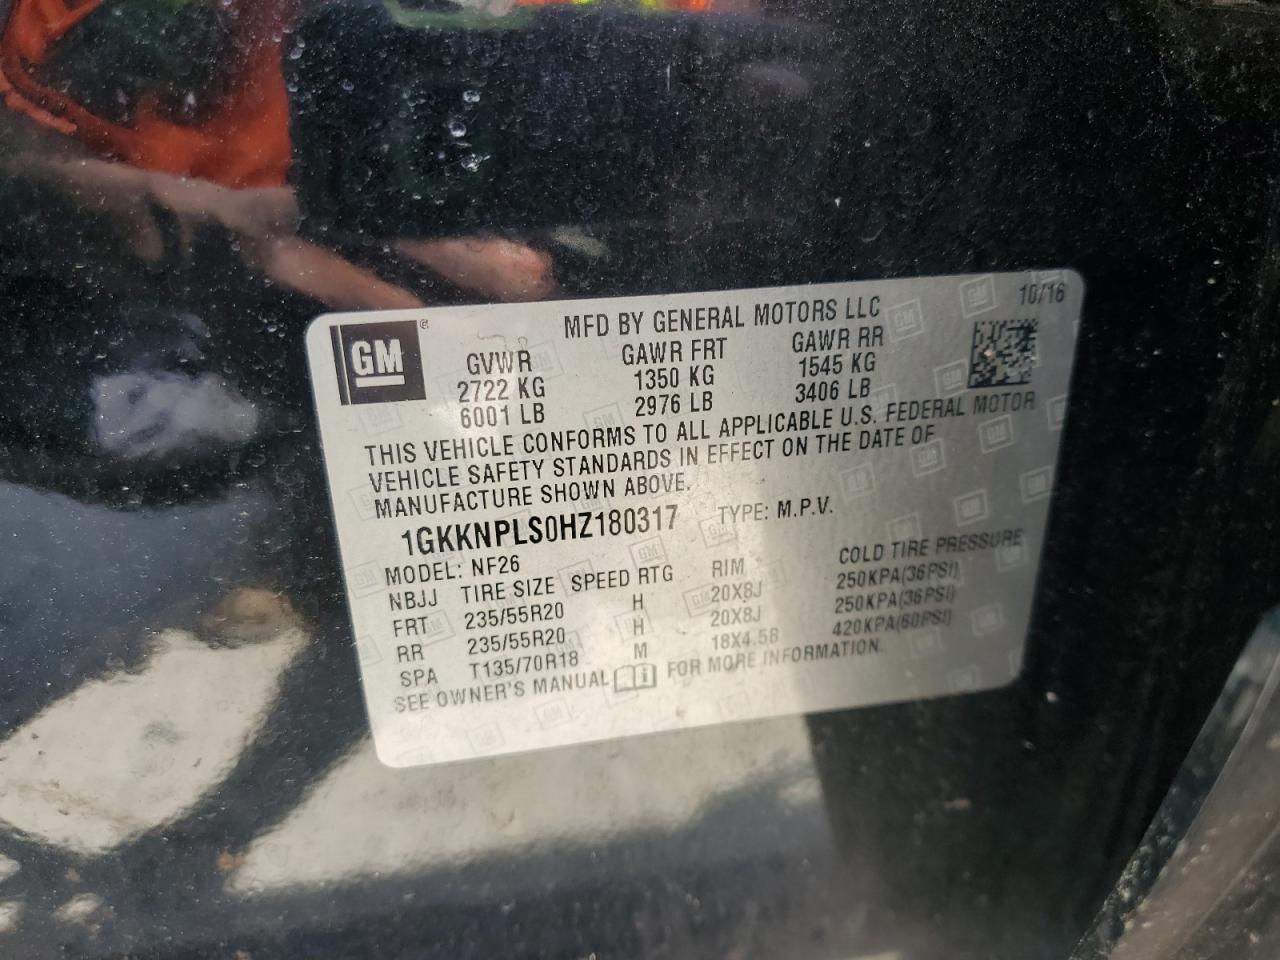 GM
MFD BY GENERAL MOTORS LLC 10/16
GVWR GAWR FRT GAWR RR
2722 KG 1350 KG 1545 KG
6001 LB 2976 LB 3406 LB
THIS VEHICLE CONFORMS TO ALL APPLICABLE U.S. FEDERAL MOTOR
VEHICLE SAFETY STANDARDS IN EFFECT ON THE DATE OF
MANUFACTURE SHOWN ABOVE.
1GKKNPLS0HZ180317 TYPE: M.P.V.
MODEL: NF26
NBJJ TIRE SIZE SPEED RTG RIM COLD TIRE PRESSURE
FRT 235/55R20 H 20X8J 250KPA(36PSI)
RR 235/55R20 H 20X8J 250KPA(36PSI)
SPA T135/70R18 M 18X4.5B 420KPA(60PSI)
SEE OWNER'S MANUAL FOR MORE INFORMATION.